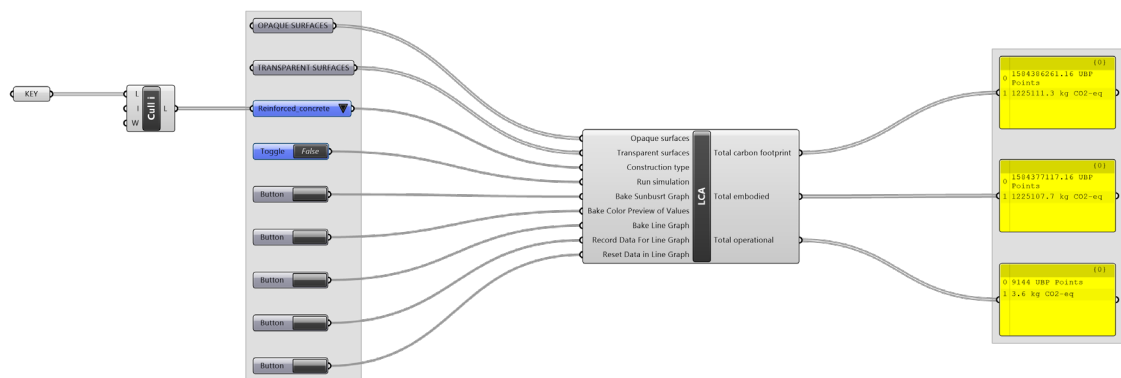 KEY
L
I
W
Cull i
L
OPAQUE SURFACES
TRANSPARENT SURFACES
Reinforced_concrete
Toggle False
Button
Button
Button
Button
Button
Opaque surfaces
Transparent surfaces
Construction type
Run simulation
Bake Sunbusrt Graph
Bake Color Preview of Values
Bake Line Graph
Record Data For Line Graph
Reset Data in Line Graph
LCA
Total carbon footprint
Total embodied
Total operational
{0}
0 1584386261.16 UBP
Points
1 1225111.3 kg CO2-eq
{0}
0 1584377117.16 UBP
Points
1 1225107.7 kg CO2-eq
{0}
0 9144 UBP Points
1 3.6 kg CO2-eq